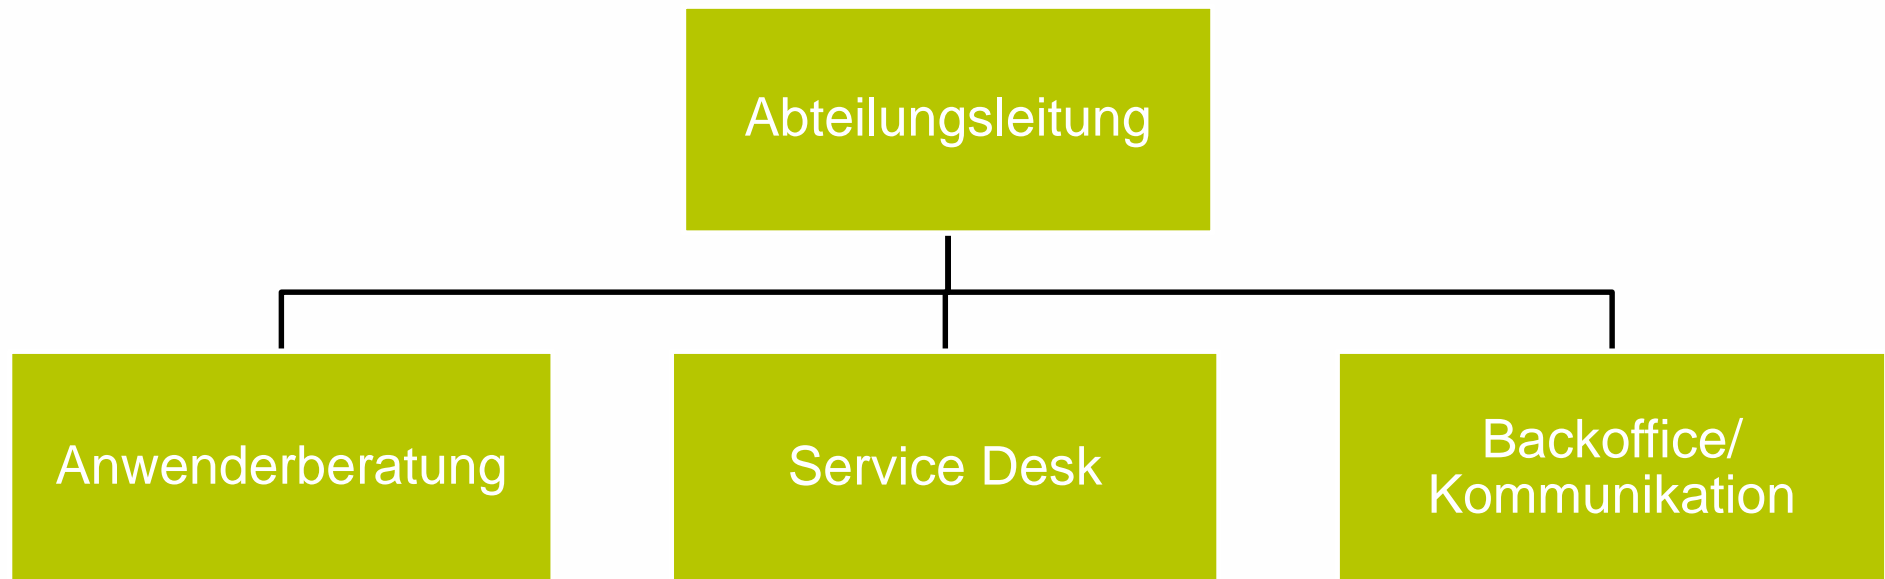 Abteilungsleitung
Anwenderberatung
Service Desk
Backoffice/
Kommunikation